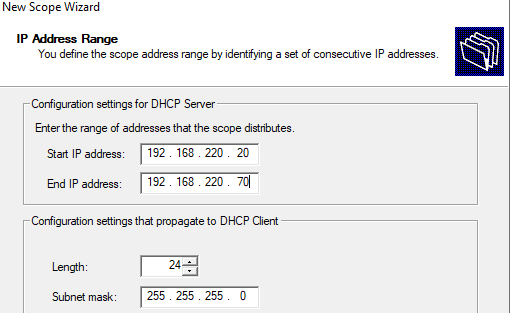 New Scope Wizard
IP Address Range
You define the scope address range by identifying a set of consecutive IP addresses.
Configuration settings for DHCP Server
Enter the range of addresses that the scope distributes.
Start IP address: 192 . 168 . 220 . 20
End IP address: 192 . 168 . 220 . 70
Configuration settings that propagate to DHCP Client
Length: 24
Subnet mask: 255 . 255 . 255 . 0